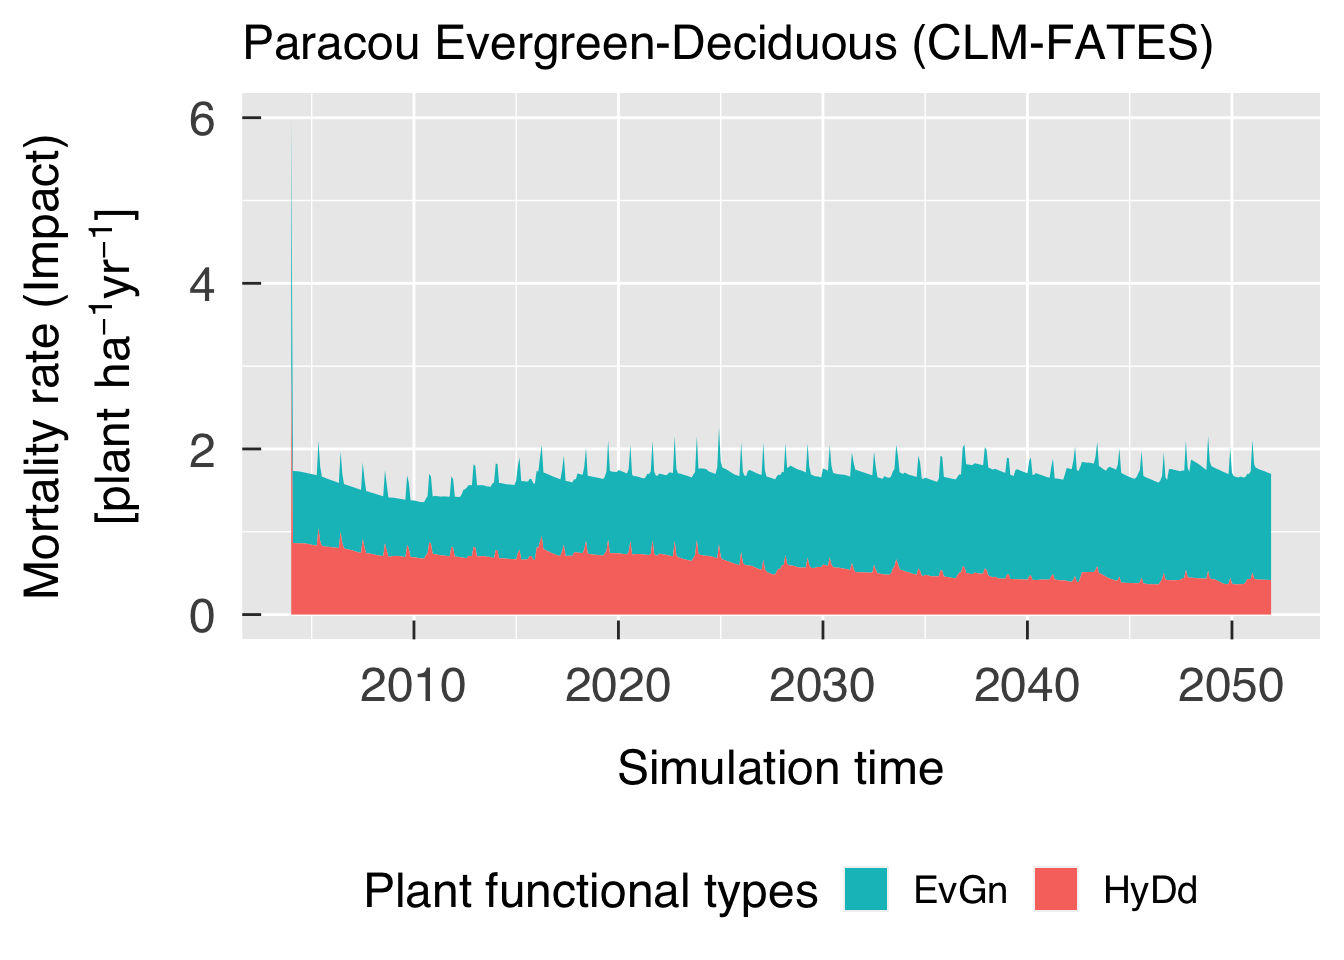 Paracou Evergreen-Deciduous (CLM-FATES)
Mortality rate (Impact)
[plant ha⁻¹yr⁻¹]
6
4
2
0
2010 2020 2030 2040 2050
Simulation time
Plant functional types EvGn HyDd